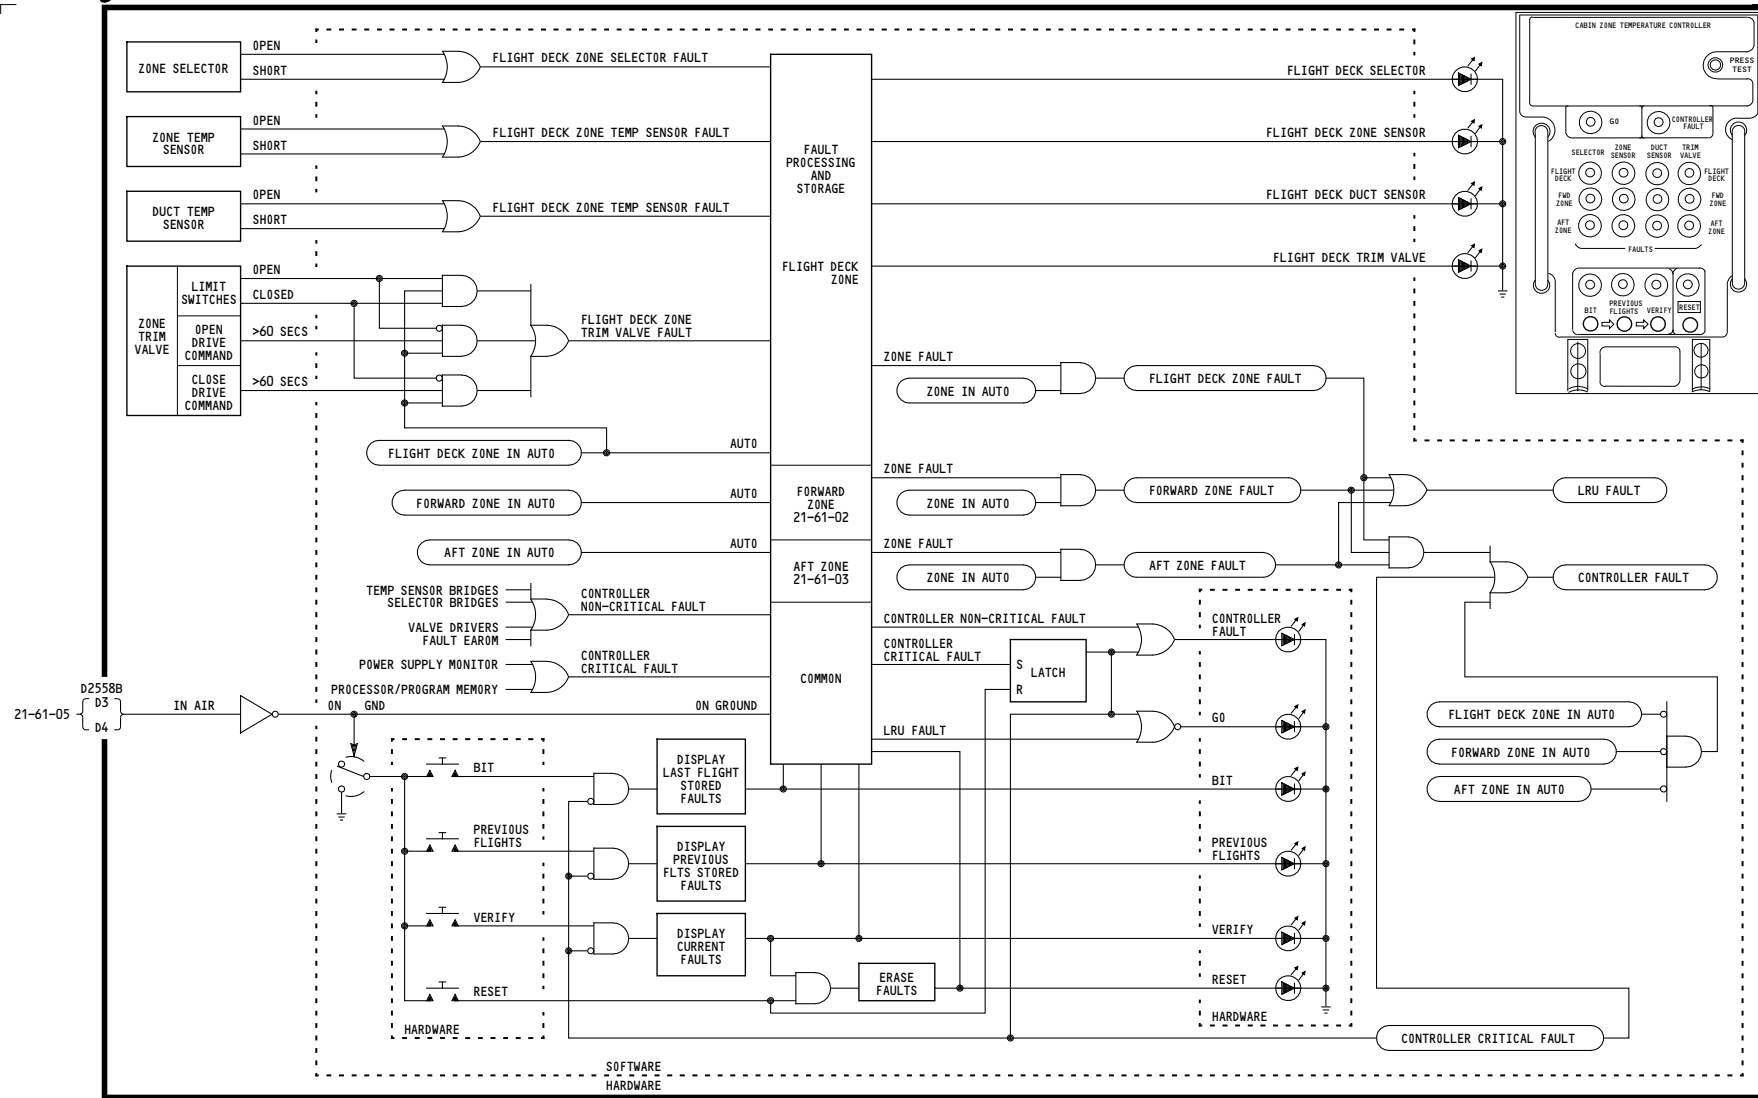 ZONE SELECTOR
OPEN
SHORT
FLIGHT DECK ZONE SELECTOR FAULT
ZONE TEMP
SENSOR
OPEN
SHORT
FLIGHT DECK ZONE TEMP SENSOR FAULT
DUCT TEMP
SENSOR
OPEN
SHORT
FLIGHT DECK ZONE TEMP SENSOR FAULT
ZONE
TRIM
VALVE
LIMIT
SWITCHES
OPEN
DRIVE
COMMAND
CLOSE
DRIVE
COMMAND
OPEN
CLOSED
>60 SECS
>60 SECS
FLIGHT DECK ZONE
TRIM VALVE FAULT
FLIGHT DECK ZONE IN AUTO
AUTO
FORWARD ZONE IN AUTO
AUTO
AFT ZONE IN AUTO
AUTO
TEMP SENSOR BRIDGES
SELECTOR BRIDGES
VALVE DRIVERS
FAULT EAROM
CONTROLLER
NON-CRITICAL FAULT
POWER SUPPLY MONITOR
PROCESSOR/PROGRAM MEMORY
CONTROLLER
CRITICAL FAULT
D2558B
21-61-05
D3
D4
IN AIR
ON GND
ON GROUND
FAULT
PROCESSING
AND
STORAGE
FLIGHT DECK
ZONE
FORWARD
ZONE
21-61-02
AFT ZONE
21-61-03
COMMON
FLIGHT DECK SELECTOR
FLIGHT DECK ZONE SENSOR
FLIGHT DECK DUCT SENSOR
FLIGHT DECK TRIM VALVE
ZONE FAULT
ZONE IN AUTO
FLIGHT DECK ZONE FAULT
ZONE FAULT
ZONE IN AUTO
FORWARD ZONE FAULT
ZONE FAULT
ZONE IN AUTO
AFT ZONE FAULT
LRU FAULT
CONTROLLER FAULT
CONTROLLER NON-CRITICAL FAULT
CONTROLLER
CRITICAL FAULT
S
R
LATCH
LRU FAULT
CONTROLLER
FAULT
GO
BIT
PREVIOUS
FLIGHTS
VERIFY
RESET
HARDWARE
FLIGHT DECK ZONE IN AUTO
FORWARD ZONE IN AUTO
AFT ZONE IN AUTO
BIT
PREVIOUS
FLIGHTS
VERIFY
RESET
HARDWARE
DISPLAY
LAST FLIGHT
STORED
FAULTS
DISPLAY
PREVIOUS
FLTS STORED
FAULTS
DISPLAY
CURRENT
FAULTS
ERASE
FAULTS
CONTROLLER CRITICAL FAULT
SOFTWARE
HARDWARE
CABIN ZONE TEMPERATURE CONTROLLER
PRESS
TEST
GO
CONTROLLER
FAULT
SELECTOR
ZONE
SENSOR
DUCT
SENSOR
TRIM
VALVE
FLIGHT
DECK
FLIGHT
DECK
FWD
ZONE
FWD
ZONE
AFT
ZONE
AFT
ZONE
FAULTS
BIT
PREVIOUS
FLIGHTS
VERIFY
RESET